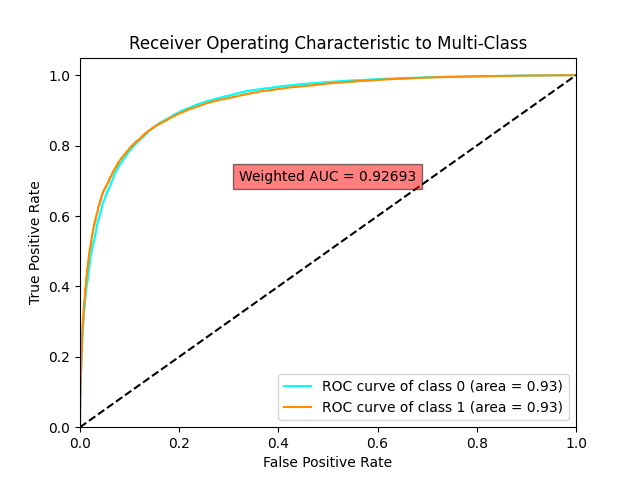 Receiver Operating Characteristic to Multi-Class
1.0
0.8
0.6
0.4
0.2
0.0
True Positive Rate
Weighted AUC = 0.92693
ROC curve of class 0 (area = 0.93)
ROC curve of class 1 (area = 0.93)
0.0 0.2 0.4 0.6 0.8 1.0
False Positive Rate